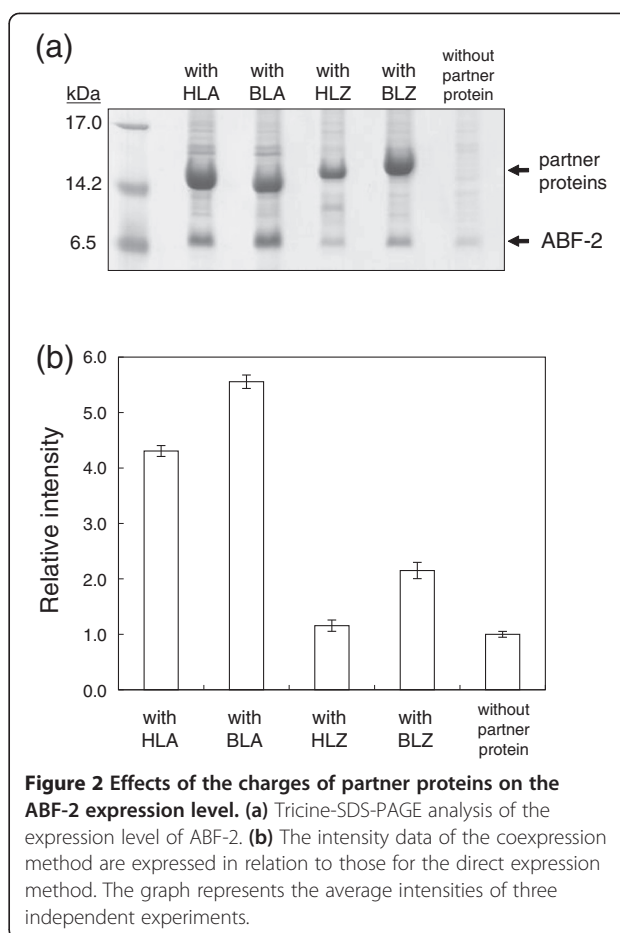 (a)
kDa
with HLA
with BLA
with HLZ
with BLZ
without partner protein
17.0
14.2
6.5
partner proteins
ABF-2
(b)
Relative intensity
6.0
5.0
4.0
3.0
2.0
1.0
0.0
with HLA
with BLA
with HLZ
with BLZ
without partner protein
Figure 2 Effects of the charges of partner proteins on the
ABF-2 expression level. (a) Tricine-SDS-PAGE analysis of the
expression level of ABF-2. (b) The intensity data of the coexpression
method are expressed in relation to those for the direct expression
method. The graph represents the average intensities of three
independent experiments.